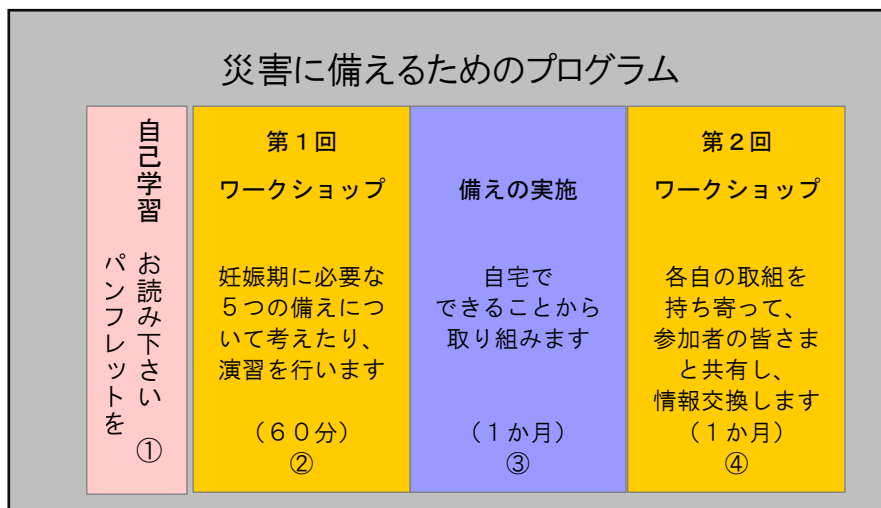 災害に備えるためのプログラム
自己学習
パンフレットを
お読み下さい ①
第1回
ワークショップ
妊娠期に必要な
5つの備えにつ
いて考えたり、
演習を行います
(60分)
②
備えの実施
自宅で
できることから
取り組みます
(1か月)
③
第2回
ワークショップ
各自の取組を
持ち寄って、
参加者の皆さま
と共有し、
情報交換します
(1か月)
④